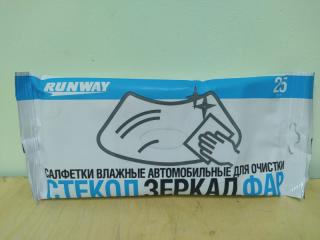 RUNWAY
25
САЛФЕТКИ ВЛАЖНЫЕ АВТОМОБИЛЬНЫЕ ДЛЯ ОЧИСТКИ
СТЕКОЛ ЗЕРКАЛ ФАР